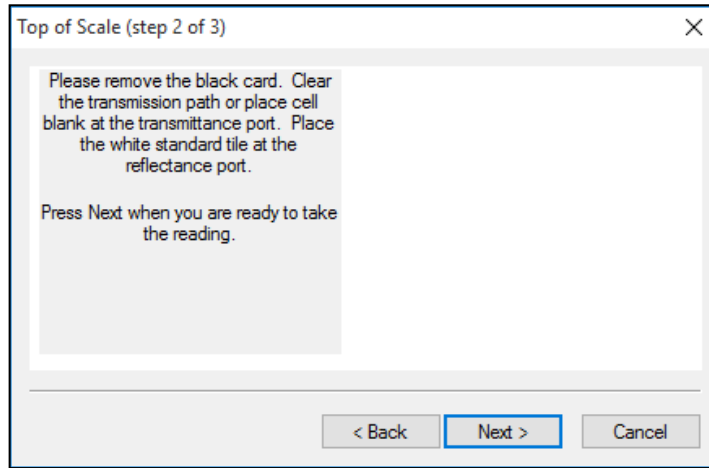 Top of Scale (step 2 of 3)
Please remove the black card. Clear
the transmission path or place cell
blank at the transmittance port. Place
the white standard tile at the
reflectance port.
Press Next when you are ready to take
the reading.
< Back
Next >
Cancel